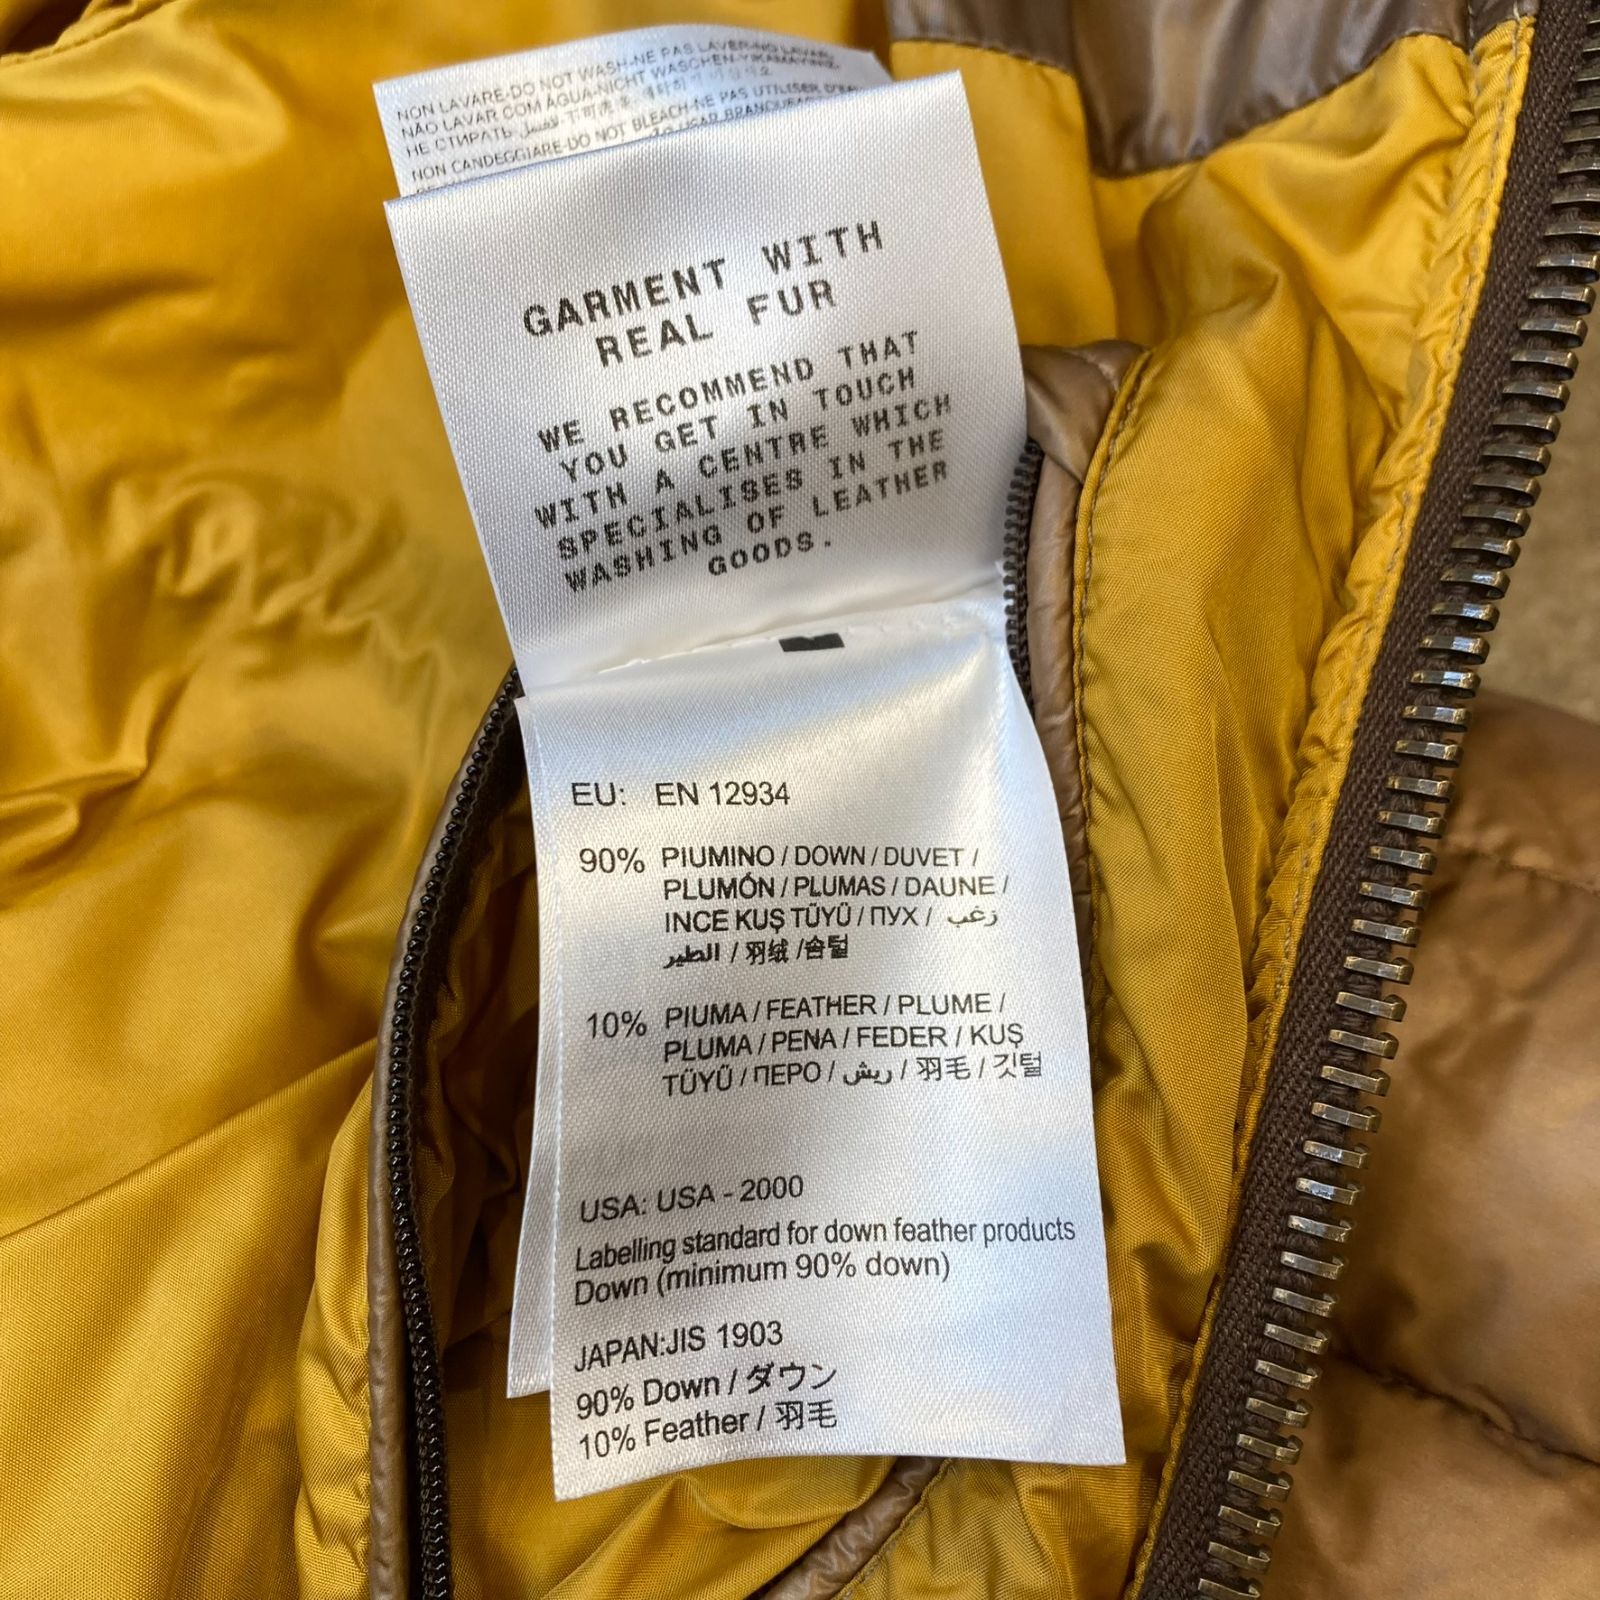 NON LAVARE-DO NOT WASH-NE PAS LAVER-NO LAVAR-
NÃO LAVAR COM ÁGUA-NICHT WASCHEN-YIKAMAYINIZ-
НЕ СТИРАТЬ
NON CANDEGGIARE-DO NOT BLEACH-NE PAS UTILISER
GARMENT WITH
REAL FUR
WE RECOMMEND THAT
YOU GET IN TOUCH
WITH A CENTRE WHICH
SPECIALISES IN THE
WASHING OF LEATHER
GOODS.
EU: EN 12934
90% PIUMINO / DOWN / DUVET /
PLUMÓN / PLUMAS / DAUNE /
INCE KUŞ TÜYÜ / ПУХ / زغب
الطير / 羽绒 /솜털
10% PIUMA / FEATHER / PLUME /
PLUMA / PENA / FEDER / KUŞ
TÜYÜ / ПЕРО / ريش / 羽毛 / 깃털
USA: USA - 2000
Labelling standard for down feather products
Down (minimum 90% down)
JAPAN:JIS 1903
90% Down / ダウン
10% Feather / 羽毛